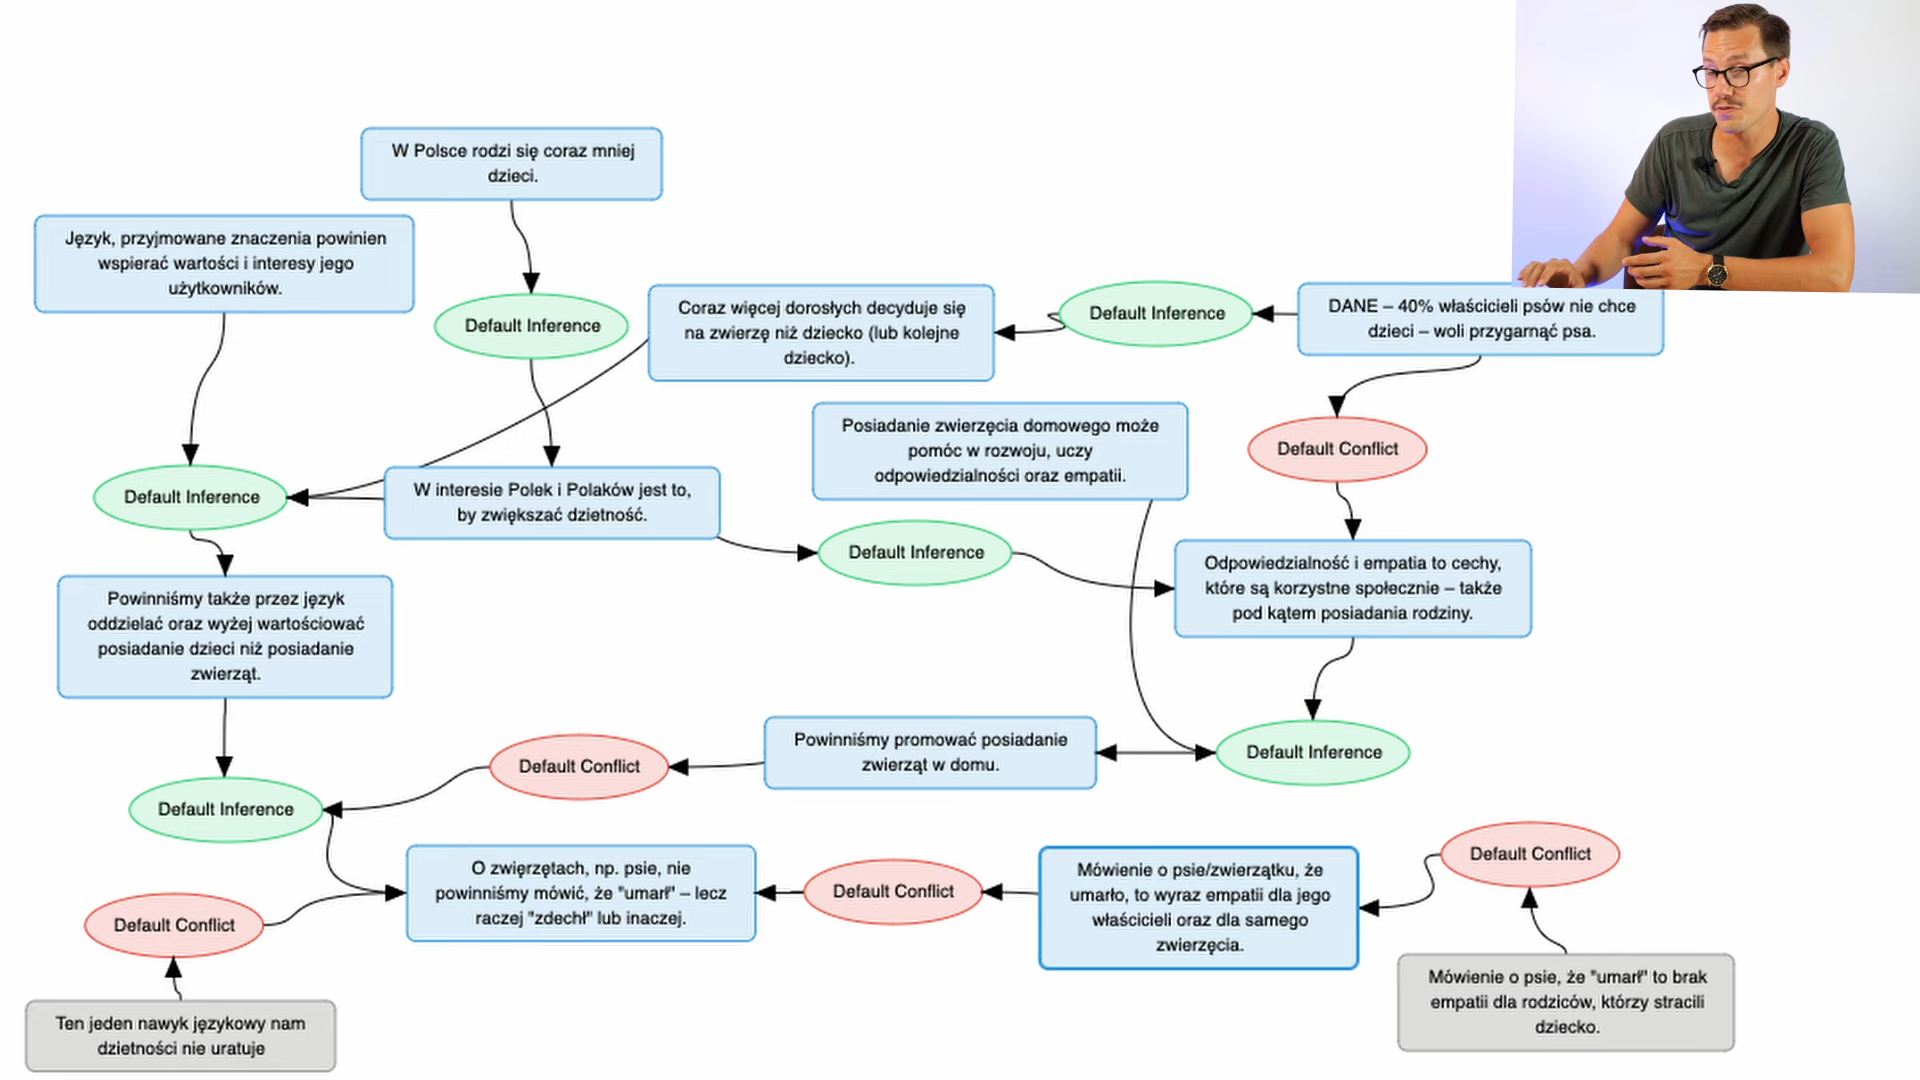 W Polsce rodzi się coraz mniej
dzieci.
Język, przyjmowane znaczenia powinien
wspierać wartości i interesy jego
użytkowników.
Default Inference
Coraz więcej dorosłych decyduje się
na zwierzę niż dziecko (lub kolejne
dziecko).
Default Inference
DANE – 40% właścicieli psów nie chce
dzieci – woli przygarnąć psa.
Posiadanie zwierzęcia domowego może
pomóc w rozwoju, uczy
odpowiedzialności oraz empatii.
Default Conflict
Default Inference
W interesie Polek i Polaków jest to,
by zwiększać dzietność.
Default Inference
Odpowiedzialność i empatia to cechy,
które są korzystne społecznie – także
pod kątem posiadania rodziny.
Powinniśmy także przez język
oddzielać oraz wyżej wartościować
posiadanie dzieci niż posiadanie
zwierząt.
Default Conflict
Powinniśmy promować posiadanie
zwierząt w domu.
Default Inference
Default Inference
O zwięrzętach, np. psie, nie
powinniśmy mówić, że "umarł" – lecz
raczej "zdechł" lub inaczej.
Default Conflict
Mówienie o psie/zwierzątku, że
umarło, to wyraz empatii dla jego
właścicieli oraz dla samego
zwierzęcia.
Default Conflict
Default Conflict
Mówienie o psie, że "umarł" to brak
empatii dla rodziców, którzy stracili
dziecko.
Ten jeden nawyk językowy nam
dzietności nie uratuje